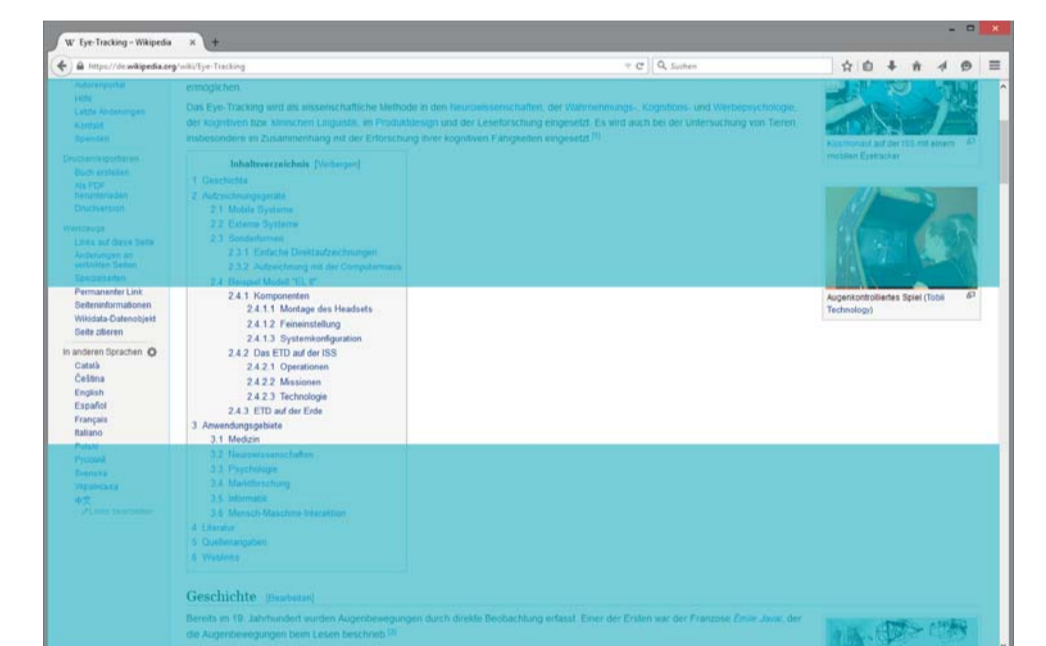 W Eye-Tracking – Wikipedia × +
https://de.wikipedia.org/wiki/Eye-Tracking
Suchen
Autorenportal
Hilfe
Letzte Änderungen
Kontakt
Spenden
Drucken/exportieren
Buch erstellen
Als PDF
herunterladen
Druckversion
Werkzeuge
Links auf diese Seite
Änderungen an
verlinkten Seiten
Spezialseiten
Permanenter Link
Seiteninformationen
Wikidata-Datenobjekt
Seite zitieren
In anderen Sprachen
Català
Čeština
English
Español
Français
Italiano
Polski
Русский
Svenska
Українська
中文
Links bearbeiten
ermöglichen.
Das Eye-Tracking wird als wissenschaftliche Methode in den Neurowissenschaften, der Wahrnehmungs-, Kognitions- und Werbepsychologie,
der kognitiven bzw. klinischen Linguistik, im Produktdesign und der Leseforschung eingesetzt. Es wird auch bei der Untersuchung von Tieren
insbesondere im Zusammenhang mit der Erforschung ihrer kognitiven Fähigkeiten eingesetzt.[1]
Inhaltsverzeichnis [Verbergen]
1 Geschichte
2 Aufzeichnungsgeräte
2.1 Mobile Systeme
2.2 Externe Systeme
2.3 Sonderformen
2.3.1 Einfache Direktaufzeichnungen
2.3.2 Aufzeichnung mit der Computermaus
2.4 Beispiel Modell "EL II"
2.4.1 Komponenten
2.4.1.1 Montage des Headsets
2.4.1.2 Feineinstellung
2.4.1.3 Systemkonfiguration
2.4.2 Das ETD auf der ISS
2.4.2.1 Operationen
2.4.2.2 Missionen
2.4.2.3 Technologie
2.4.3 ETD auf der Erde
3 Anwendungsgebiete
3.1 Medizin
3.2 Neurowissenschaften
3.3 Psychologie
3.4 Marktforschung
3.5 Informatik
3.6 Mensch-Maschine-Interaktion
4 Literatur
5 Quellenangaben
6 Weblinks
Kosmonaut auf der ISS mit einem
mobilen Eyetracker
Augenkontrolliertes Spiel (Tobii
Technology)
Geschichte [Bearbeiten]
Bereits im 19. Jahrhundert wurden Augenbewegungen durch direkte Beobachtung erfasst. Einer der Ersten war der Franzose Émile Javal, der
die Augenbewegungen beim Lesen beschrieb.[2]